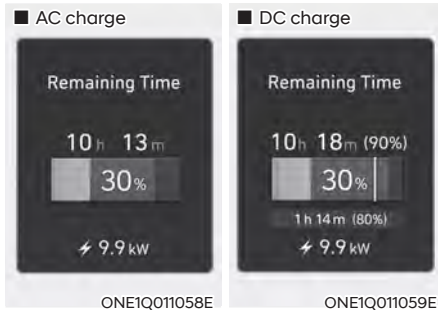 ■ AC charge
Remaining Time
10h 13m
30%
⚡ 9.9 kW
ONE1Q011058E
■ DC charge
Remaining Time
10h 18m (90%)
30%
1 h 14 m (80%)
⚡ 9.9 kW
ONE1Q011059E